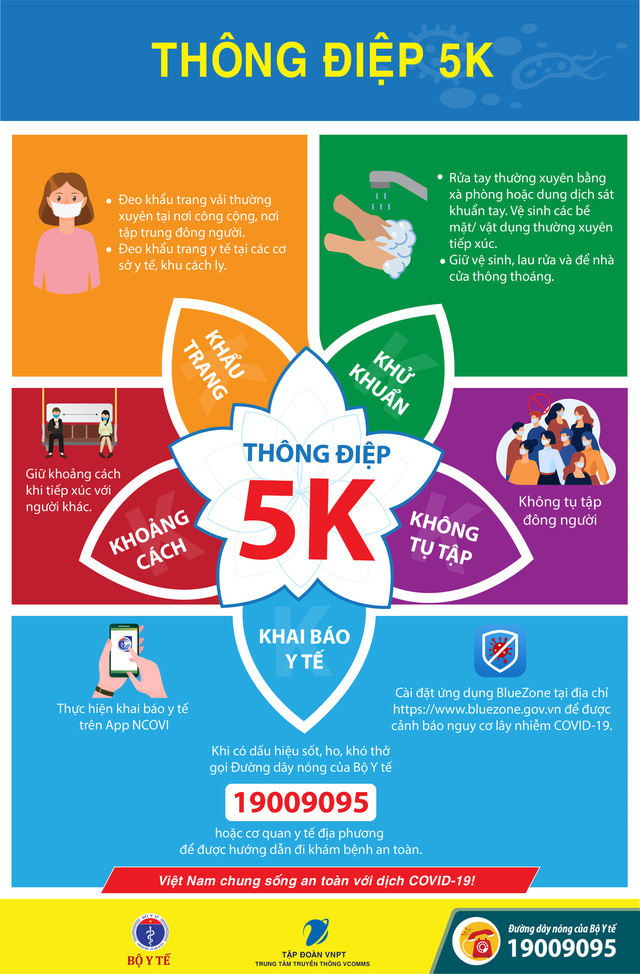 THÔNG ĐIỆP 5K
• Đeo khẩu trang vải thường
xuyên tại nơi công cộng, nơi
tập trung đông người.
• Đeo khẩu trang y tế tại các cơ
sở y tế, khu cách ly.
• Rửa tay thường xuyên bằng
xà phòng hoặc dung dịch sát
khuẩn tay. Vệ sinh các bề
mặt/ vật dụng thường xuyên
tiếp xúc.
• Giữ vệ sinh, lau rửa và để nhà
cửa thông thoáng.
KHẨU
TRANG
KHỬ
KHUẨN
Giữ khoảng cách
khi tiếp xúc với
người khác.
KHOẢNG
CÁCH
THÔNG ĐIỆP
5K
KHÔNG
TỤ TẬP
Không tụ tập
đông người
KHAI BÁO
Y TẾ
Thực hiện khai báo y tế
trên App NCOVI
Cài đặt ứng dụng BlueZone tại địa chỉ
https://www.bluezone.gov.vn để được
cảnh báo nguy cơ lây nhiễm COVID-19.
Khi có dấu hiệu sốt, ho, khó thở
gọi Đường dây nóng của Bộ Y tế
19009095
hoặc cơ quan y tế địa phương
để được hướng dẫn đi khám bệnh an toàn.
Việt Nam chung sống an toàn với dịch COVID-19!
BỘ Y TẾ
BỘ Y TẾ
TẬP ĐOÀN VNPT
TRUNG TÂM TRUYỀN THÔNG VCOMMS
Đường dây nóng của Bộ Y tế
19009095